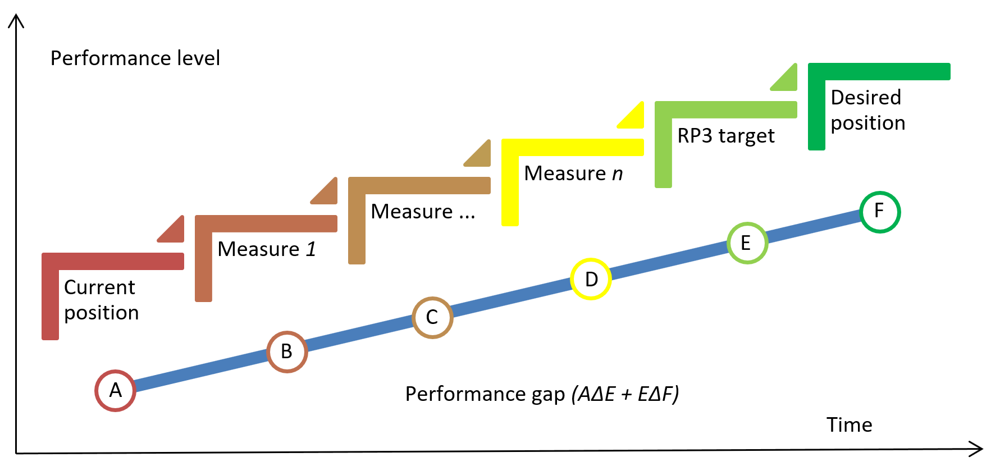 Performance level
Desired
position
RP3 target
Measure n
Measure ...
Measure 1
Current
position
F
E
D
C
B
A
Performance gap (AΔE + EΔF)
Time